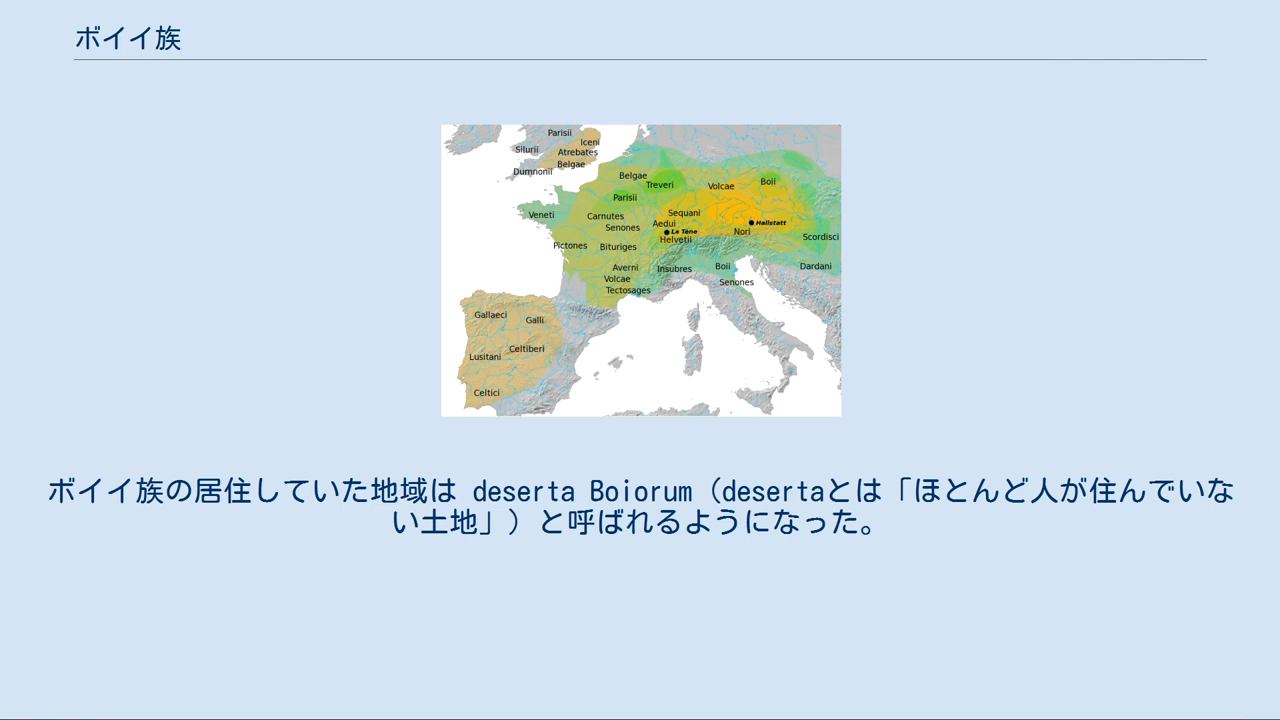 ボイイ族
Parisii
Iceni
Silurii
Atrebates
Belgae
Dumnonii
Belgae
Treveri
Volcae
Boii
Parisii
Veneti
Carnutes
Sequani
Senones
Aedui
Hallstatt
La Tène
Nori
Helvetii
Scordisci
Pictones
Bituriges
Averni
Insubres
Boii
Dardani
Volcae
Tectosages
Senones
Gallaeci
Galli
Celtiberi
Lusitani
Celtici
ボイイ族の居住していた地域は deserta Boiorum（desertaとは「ほとんど人が住んでいな
い土地」）と呼ばれるようになった。